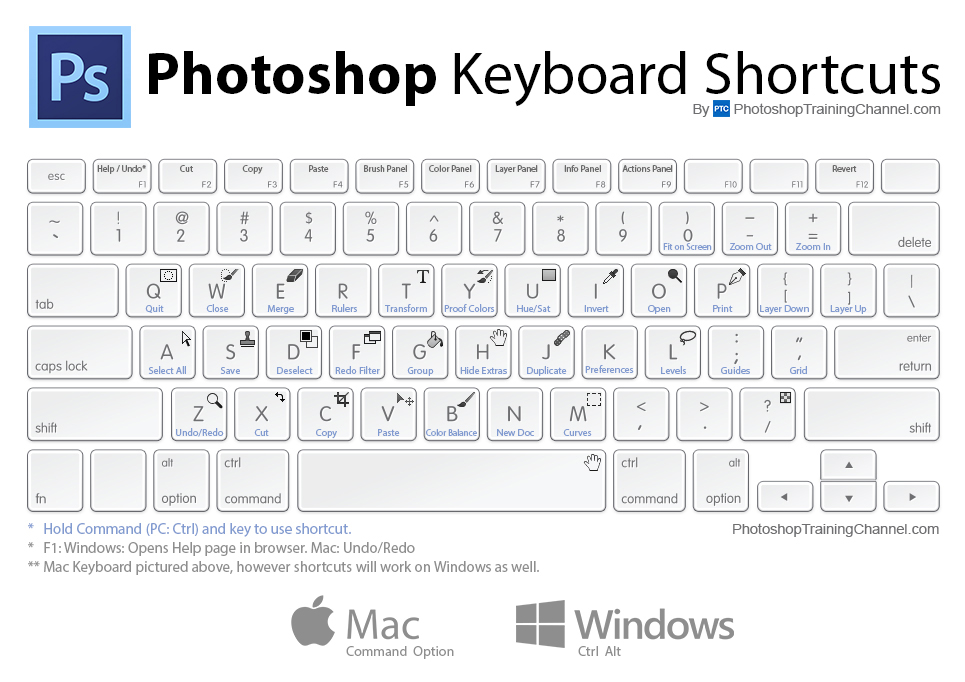 Ps Photoshop Keyboard Shortcuts
By PTC PhotoshopTrainingChannel.com
esc Help / Undo* F1 Cut F2 Copy F3 Paste F4 Brush Panel F5 Color Panel F6 Layer Panel F7 Info Panel F8 Actions Panel F9 F10 F11 Revert F12
~ ! @ # $ % ^ & * ( ) – +
` 1 2 3 4 5 6 7 8 9 0 - = delete
Fit on Screen Zoom Out Zoom In
tab Q W E R T Y U I O P { [ } ] | \
T
Quit Close Merge Rulers Transform Proof Colors Hue/Sat Invert Open Print Layer Down Layer Up
caps lock A S D F G H J K L : ; " , enter return
Select All Save Deselect Redo Filter Group Hide Extras Duplicate Preferences Levels Guides Grid
shift Z X C V B N M < , > . ? / shift
Undo/Redo Cut Copy Paste Color Balance New Doc Curves
alt ctrl ctrl alt
fn option command command option
* Hold Command (PC: Ctrl) and key to use shortcut.
PhotoshopTrainingChannel.com
* F1: Windows: Opens Help page in browser. Mac: Undo/Redo
** Mac Keyboard pictured above, however shortcuts will work on Windows as well.
Mac Windows
Command Option Ctrl Alt